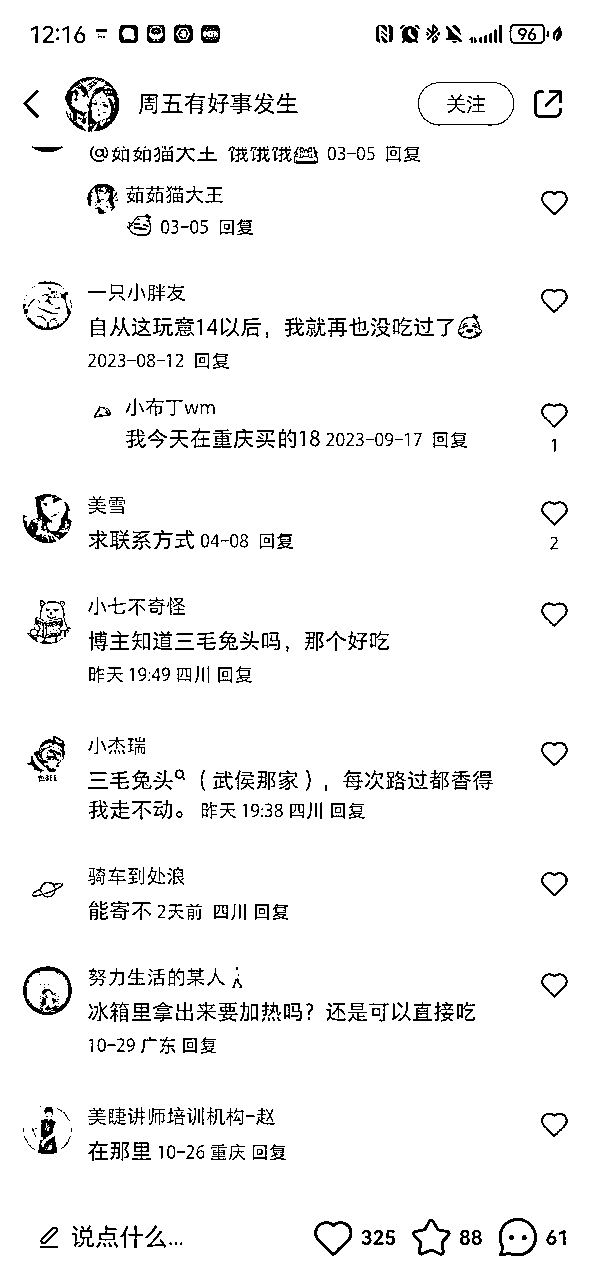 12:16
96
周五有好事发生
关注
@茹茹猫大王 饿饿饿 03-05 回复
茹茹猫大王
03-05 回复
一只小胖友
自从这玩意14以后，我就再也没吃过了
2023-08-12 回复
小布丁wm
我今天在重庆买的18 2023-09-17 回复
1
美雪
求联系方式 04-08 回复
2
小七不奇怪
博主知道三毛兔头吗，那个好吃
昨天 19:49 四川 回复
小杰瑞
三毛兔头（武侯那家），每次路过都香得
我走不动。 昨天 19:38 四川 回复
骑车到处浪
能寄不 2天前 四川 回复
努力生活的某人
冰箱里拿出来要加热吗？还是可以直接吃
10-29 广东 回复
美睫讲师培训机构-赵
在那里 10-26 重庆 回复
说点什么...
325
88
61